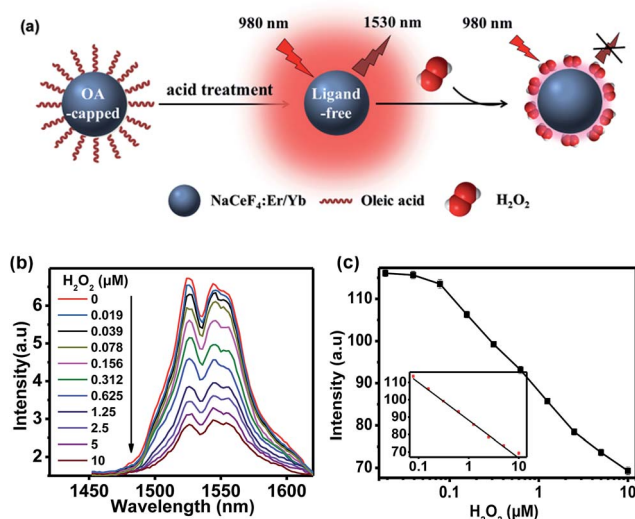 (a)
980 nm
1530 nm
980 nm
OA
-capped
acid treatment
Ligand
-free
H₂O₂
NaCeF₄:Er/Yb
Oleic acid
H₂O₂
(b)
H₂O₂ (µM)
0
0.019
0.039
0.078
0.156
0.312
0.625
1.25
2.5
5
10
6
5
4
3
2
Intensity(a.u)
1450
1500
1550
1600
Wavelength (nm)
(c)
110
100
90
80
70
Intensity (a.u)
110
100
90
80
70
0.1
1
10
0.1
1
10
H₂O₂ (µM)